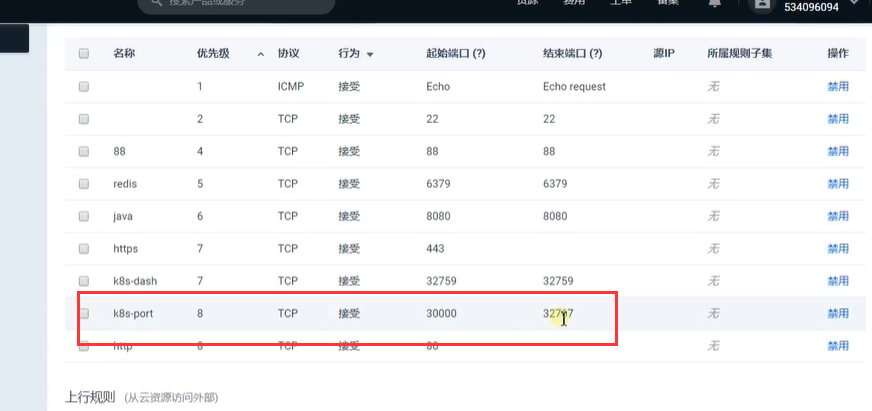 搜索产品或服务 资源 费用 工单 备案
534096094
名称 优先级 协议 行为 起始端口 (?) 结束端口 (?) 源IP 所属规则子集 操作
1 ICMP 接受 Echo Echo request 无 禁用
2 TCP 接受 22 22 无 禁用
88 4 TCP 接受 88 88 无 禁用
redis 5 TCP 接受 6379 6379 无 禁用
java 6 TCP 接受 8080 8080 无 禁用
https 7 TCP 接受 443 无 禁用
k8s-dash 7 TCP 接受 32759 32759 无 禁用
k8s-port 8 TCP 接受 30000 32767 无 禁用
http 8 TCP 接受 80 无 禁用
上行规则 (从云资源访问外部)